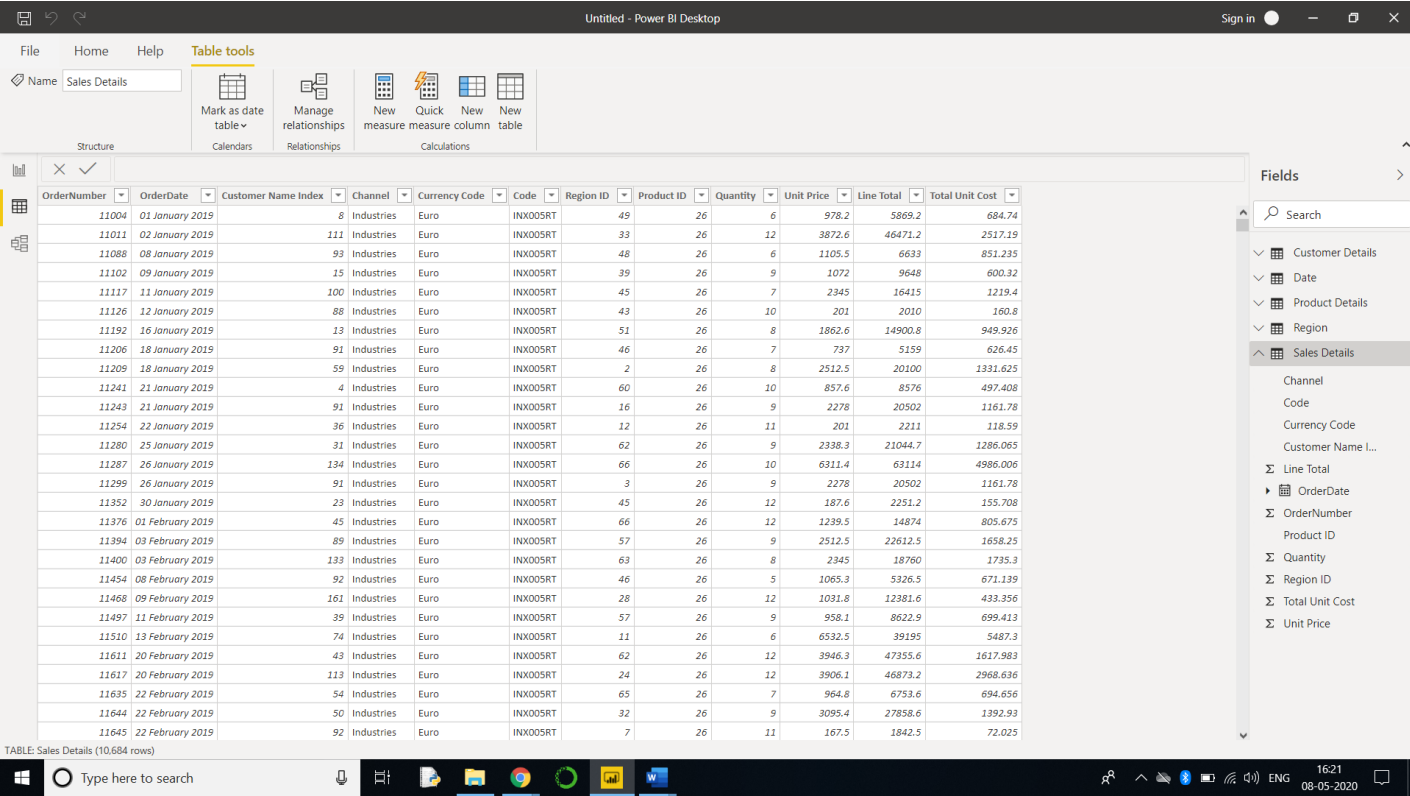 Untitled - Power BI Desktop
Sign in
File Home Help Table tools
Name Sales Details
Mark as date table
Manage relationships
New measure
Quick measure
New column
New table
Structure Calendars Relationships Calculations
OrderNumber OrderDate Customer Name Index Channel Currency Code Code Region ID Product ID Quantity Unit Price Line Total Total Unit Cost
11004 01 January 2019 8 Industries Euro INX005RT 49 26 6 978.2 5869.2 684.74
11011 02 January 2019 111 Industries Euro INX005RT 33 26 12 3872.6 46471.2 2517.19
11088 08 January 2019 93 Industries Euro INX005RT 48 26 6 1105.5 6633 851.235
11102 09 January 2019 15 Industries Euro INX005RT 39 26 9 1072 9648 600.32
11117 11 January 2019 100 Industries Euro INX005RT 45 26 7 2345 16415 1219.4
11126 12 January 2019 88 Industries Euro INX005RT 43 26 10 201 2010 160.8
11192 16 January 2019 13 Industries Euro INX005RT 51 26 8 1862.6 14900.8 949.926
11206 18 January 2019 91 Industries Euro INX005RT 46 26 7 737 5159 626.45
11209 18 January 2019 59 Industries Euro INX005RT 2 26 8 2512.5 20100 1331.625
11241 21 January 2019 4 Industries Euro INX005RT 60 26 10 857.6 8576 497.408
11243 21 January 2019 91 Industries Euro INX005RT 16 26 9 2278 20502 1161.78
11254 22 January 2019 36 Industries Euro INX005RT 12 26 11 201 2211 118.59
11280 25 January 2019 31 Industries Euro INX005RT 62 26 9 2338.3 21044.7 1286.065
11287 26 January 2019 134 Industries Euro INX005RT 66 26 10 6311.4 63114 4986.006
11299 26 January 2019 91 Industries Euro INX005RT 3 26 9 2278 20502 1161.78
11352 30 January 2019 23 Industries Euro INX005RT 45 26 12 187.6 2251.2 155.708
11376 01 February 2019 45 Industries Euro INX005RT 66 26 12 1239.5 14874 805.675
11394 03 February 2019 89 Industries Euro INX005RT 57 26 9 2512.5 22612.5 1658.25
11400 03 February 2019 133 Industries Euro INX005RT 63 26 8 2345 18760 1735.3
11454 08 February 2019 92 Industries Euro INX005RT 46 26 5 1065.3 5326.5 671.139
11468 09 February 2019 161 Industries Euro INX005RT 28 26 12 1031.8 12381.6 433.356
11497 11 February 2019 39 Industries Euro INX005RT 57 26 9 958.1 8622.9 699.413
11510 13 February 2019 74 Industries Euro INX005RT 11 26 6 6532.5 39195 5487.3
11611 20 February 2019 43 Industries Euro INX005RT 62 26 12 3946.3 47355.6 1617.983
11617 20 February 2019 113 Industries Euro INX005RT 24 26 12 3906.1 46873.2 2968.636
11635 22 February 2019 54 Industries Euro INX005RT 65 26 7 964.8 6753.6 694.656
11644 22 February 2019 50 Industries Euro INX005RT 32 26 9 3095.4 27858.6 1392.93
11645 22 February 2019 92 Industries Euro INX005RT 7 26 11 167.5 1842.5 72.025
TABLE: Sales Details (10,684 rows)
Fields
Search
Customer Details
Date
Product Details
Region
Sales Details
Channel
Code
Currency Code
Customer Name I...
Σ Line Total
OrderDate
Σ OrderNumber
Product ID
Σ Quantity
Σ Region ID
Σ Total Unit Cost
Σ Unit Price
Type here to search
W
ENG
16:21
08-05-2020